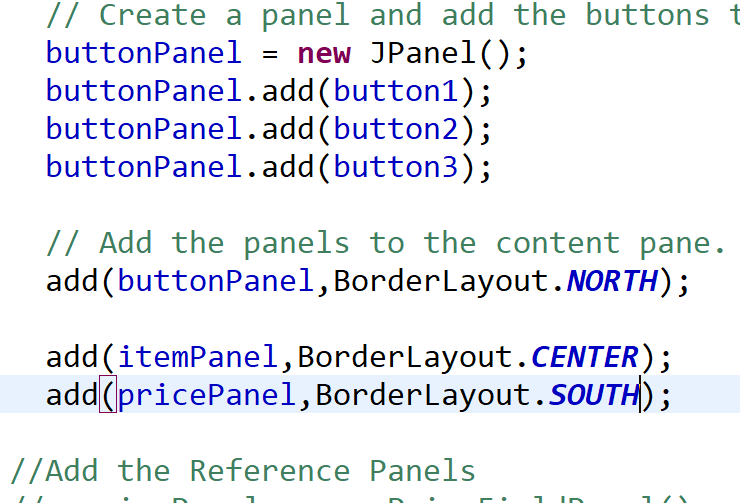 // Create a panel and add the buttons t
buttonPanel = new JPanel();
buttonPanel.add(button1);
buttonPanel.add(button2);
buttonPanel.add(button3);
// Add the panels to the content pane.
add(buttonPanel,BorderLayout.NORTH);
add(itemPanel,BorderLayout.CENTER);
add(pricePanel,BorderLayout.SOUTH);
//Add the Reference Panels